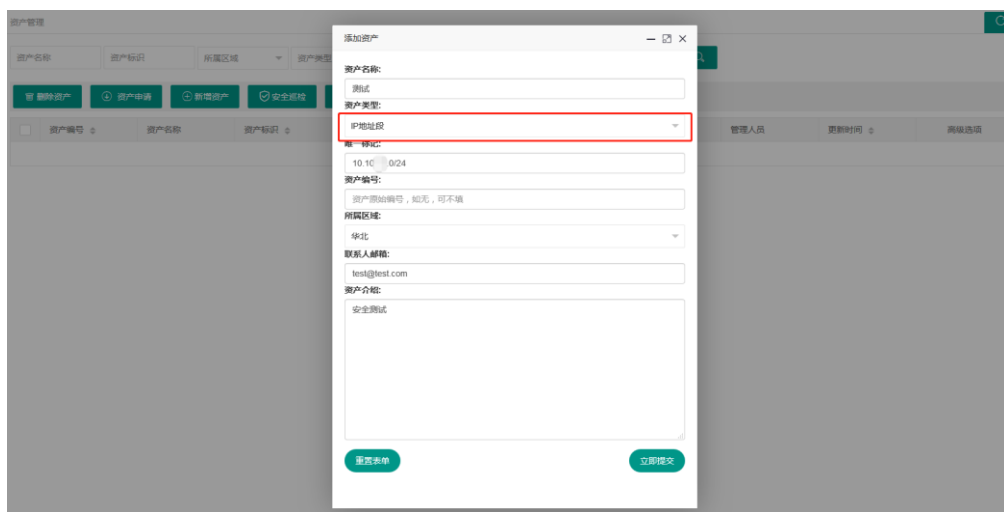 资产管理
添加资产
资产名称 资产标识 所属区域 资产类型
资产名称:
测试
删除资产 资产申请 新增资产 安全巡检
资产类型:
IP地址段
资产编号 资产名称 资产标识 管理人员 更新时间 高级选项
唯一标记:
10.10 .0/24
资产编号:
资产原始编号，如无，可不填
所属区域:
华北
联系人邮箱:
test@test.com
资产介绍:
安全测试
重置表单 立即提交